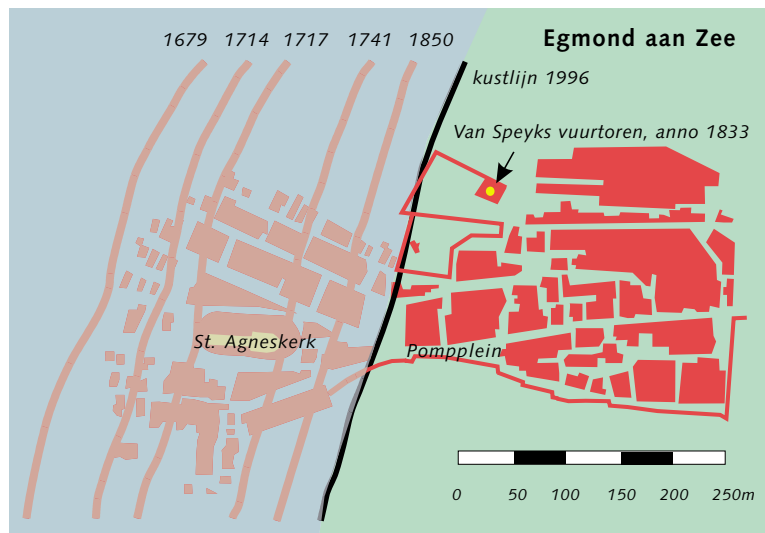 1679 1714 1717 1741 1850 Egmond aan Zee
kustlijn 1996
Van Speyks vuurtoren, anno 1833
St. Agneskerk
Pompplein
0 50 100 150 200 250m